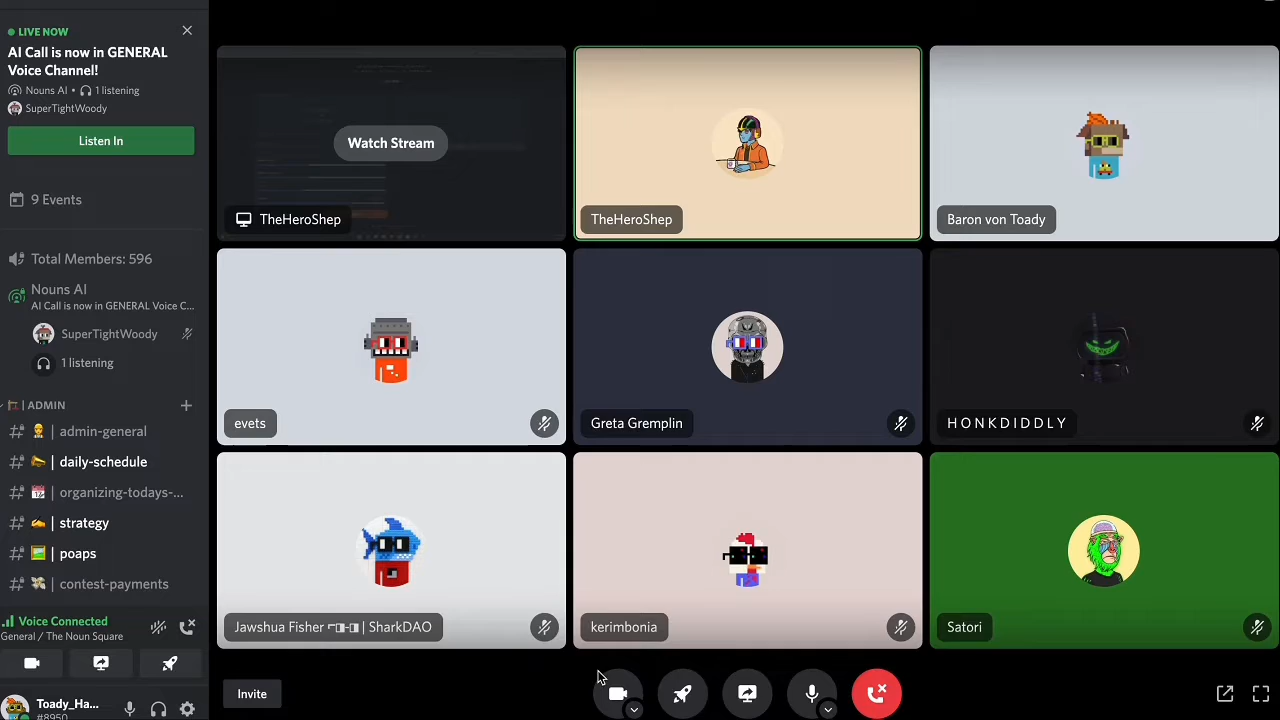 LIVE NOW
AI Call is now in GENERAL
Voice Channel!
Nouns AI • 1 listening
SuperTightWoody
Listen In
9 Events
Total Members: 596
Nouns AI
AI Call is now in GENERAL Voice C...
SuperTightWoody
1 listening
| ADMIN
| admin-general
| daily-schedule
| organizing-todays-...
| strategy
| poaps
| contest-payments
Voice Connected
General / The Noun Square
Toady_Ha...
#8950
Watch Stream
TheHeroShep
TheHeroShep
Baron von Toady
evets
Greta Gremplin
H O N K D I D D L Y
Jawshua Fisher ⌐◨-◨ | SharkDAO
kerimbonia
Satori
Invite